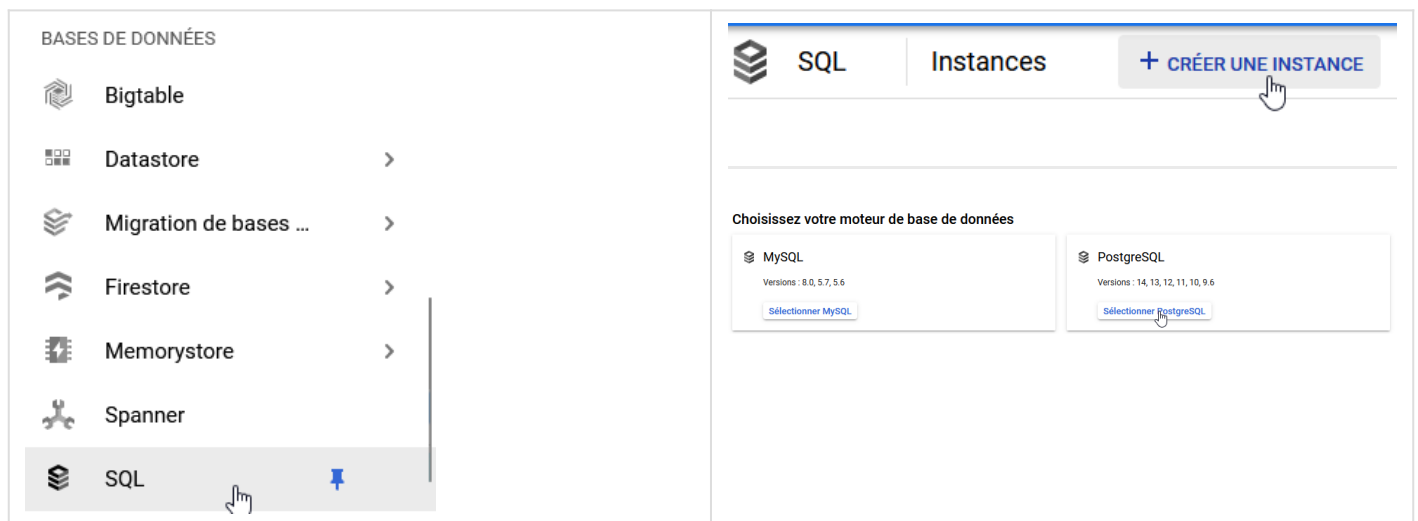 BASES DE DONNÉES
Bigtable
Datastore
Migration de bases ...
Firestore
Memorystore
Spanner
SQL
SQL Instances + CRÉER UNE INSTANCE
Choisissez votre moteur de base de données
MySQL
Versions : 8.0, 5.7, 5.6
Sélectionner MySQL
PostgreSQL
Versions : 14, 13, 12, 11, 10, 9.6
Sélectionner PostgreSQL